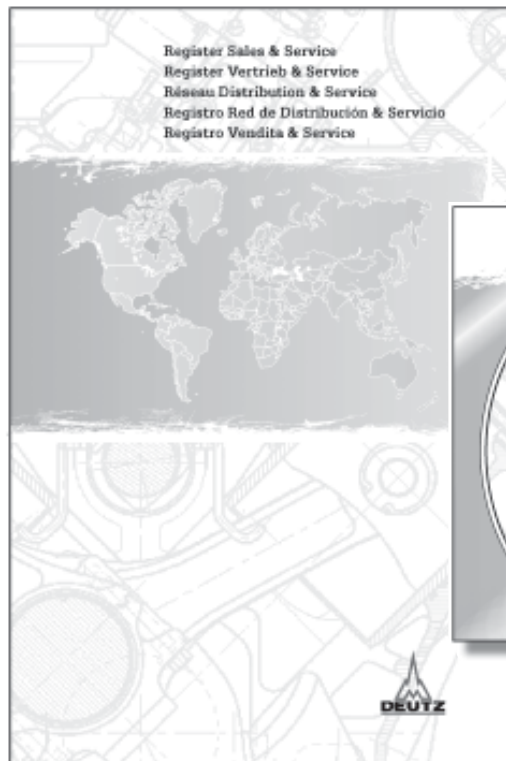 Register Sales & Service
Register Vertrieb & Service
Réseau Distribution & Service
Registro Red de Distribución & Servicio
Registro Vendita & Service
DEUTZ